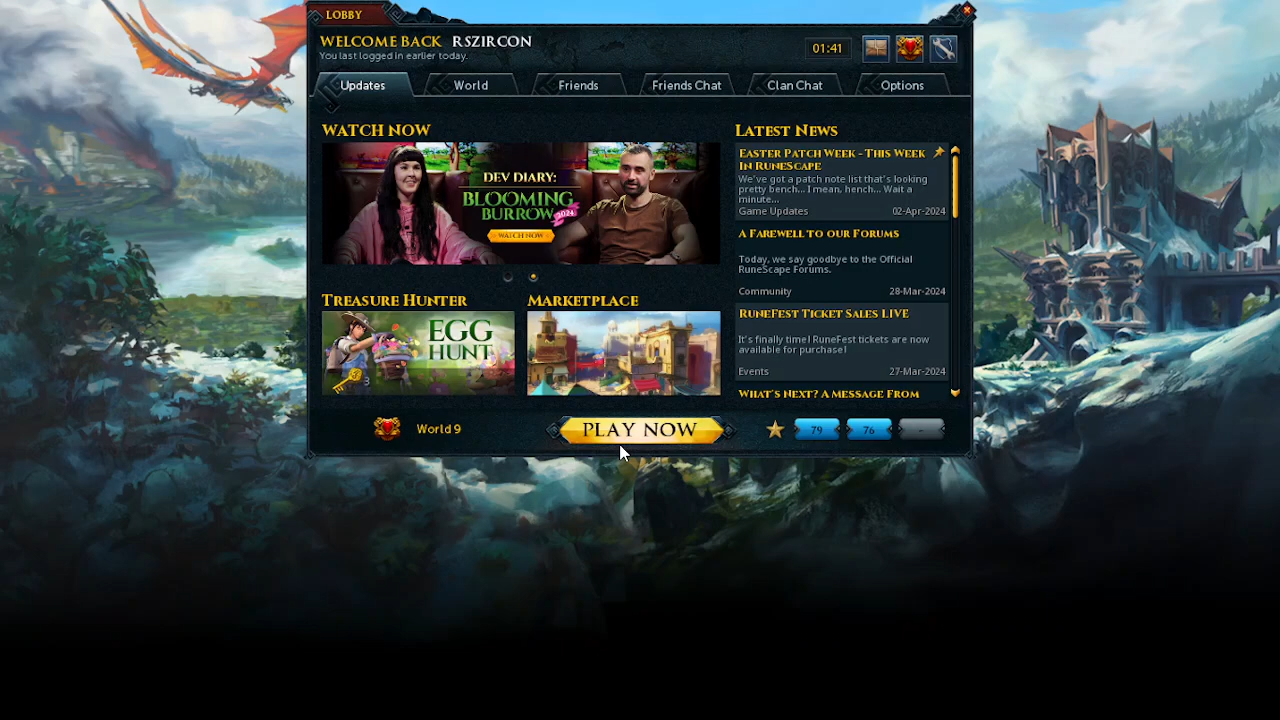 LOBBY
WELCOME BACK RSZIRCON
You last logged in earlier today.
01:41
Updates
World
Friends
Friends Chat
Clan Chat
Options
WATCH NOW
DEV DIARY:
BLOOMING
BURROW
2024
WATCH NOW
TREASURE HUNTER
EGG
HUNT
3
MARKETPLACE
LATEST NEWS
EASTER PATCH WEEK - THIS WEEK
IN RUNESCAPE
We've got a patch note list that's looking
pretty bench... I mean, hench... Wait a
minute...
Game Updates 02-Apr-2024
A FAREWELL TO OUR FORUMS
Today, we say goodbye to the Official
RuneScape Forums.
Community 28-Mar-2024
RUNEFEST TICKET SALES LIVE
It's finally time! RuneFest tickets are now
available for purchase!
Events 27-Mar-2024
WHAT'S NEXT? A MESSAGE FROM
World 9
PLAY NOW
79
76
-